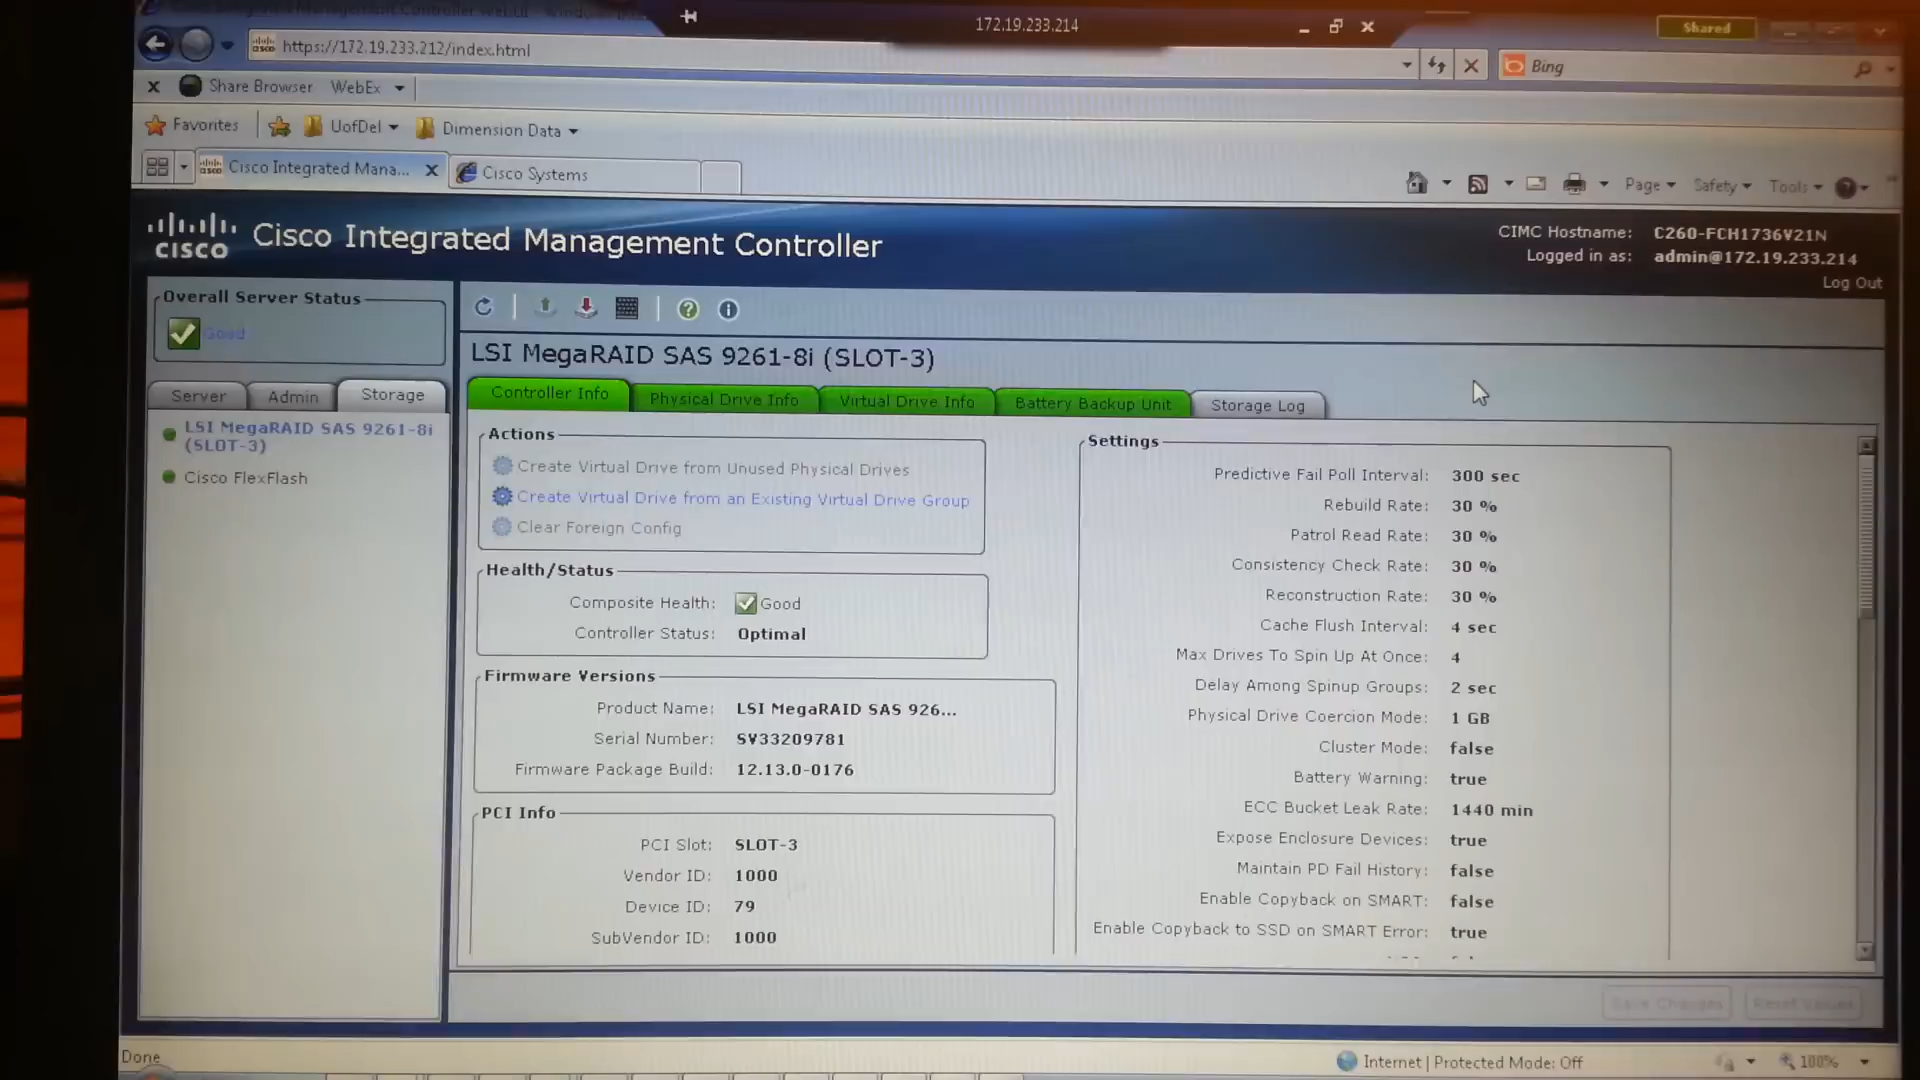 172.19.233.214
Shared
https://172.19.233.212/index.html
Bing
x Share Browser WebEx
Favorites UofDel Dimension Data
Cisco Integrated Mana... Cisco Systems
Page Safety Tools
CISCO Cisco Integrated Management Controller
CIMC Hostname: C260-FCH1736V21N
Logged in as: admin@172.19.233.214
Log Out
Overall Server Status
Good
Server Admin Storage
LSI MegaRAID SAS 9261-8i
(SLOT-3)
Cisco FlexFlash
LSI MegaRAID SAS 9261-8i (SLOT-3)
Controller Info Physical Drive Info Virtual Drive Info Battery Backup Unit Storage Log
Actions
Create Virtual Drive from Unused Physical Drives
Create Virtual Drive from an Existing Virtual Drive Group
Clear Foreign Config
Health/Status
Composite Health: Good
Controller Status: Optimal
Firmware Versions
Product Name: LSI MegaRAID SAS 926...
Serial Number: SV33209781
Firmware Package Build: 12.13.0-0176
PCI Info
PCI Slot: SLOT-3
Vendor ID: 1000
Device ID: 79
SubVendor ID: 1000
Settings
Predictive Fail Poll Interval: 300 sec
Rebuild Rate: 30 %
Patrol Read Rate: 30 %
Consistency Check Rate: 30 %
Reconstruction Rate: 30 %
Cache Flush Interval: 4 sec
Max Drives To Spin Up At Once: 4
Delay Among Spinup Groups: 2 sec
Physical Drive Coercion Mode: 1 GB
Cluster Mode: false
Battery Warning: true
ECC Bucket Leak Rate: 1440 min
Expose Enclosure Devices: true
Maintain PD Fail History: false
Enable Copyback on SMART: false
Enable Copyback to SSD on SMART Error: true
Save Changes Reset Values
Done
Internet | Protected Mode: Off
100%